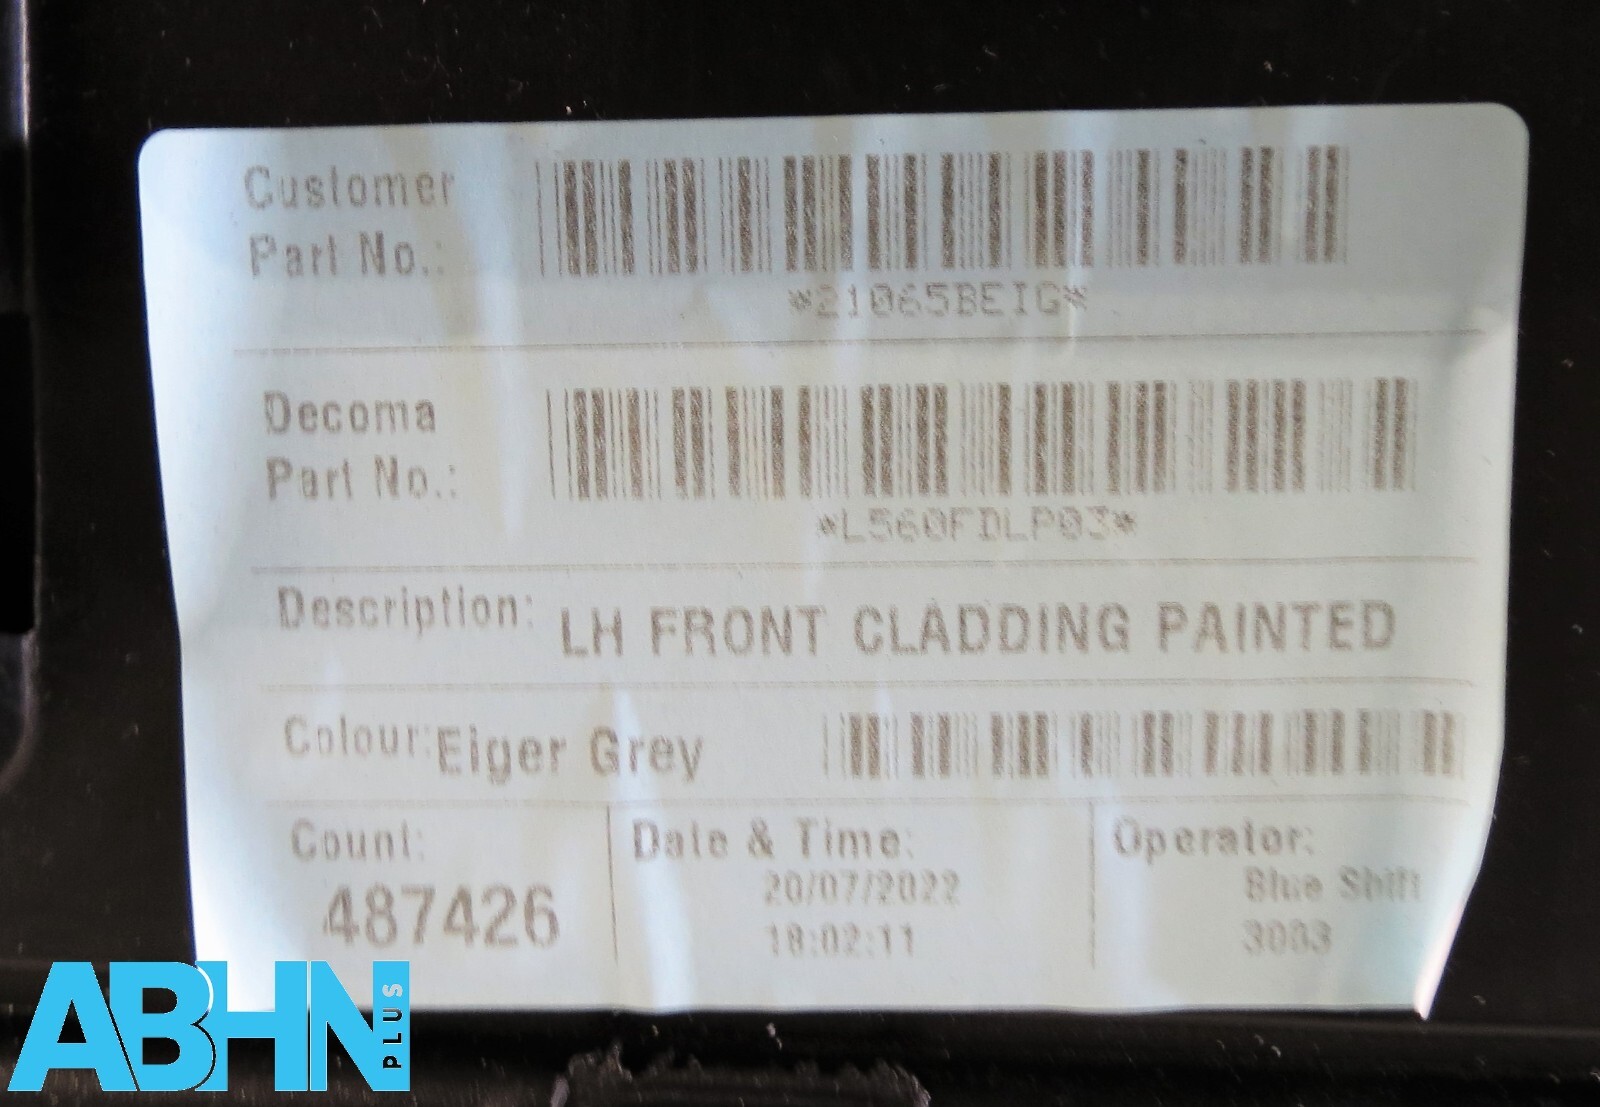 Customer
Part No.:
*21065BEIG*
Decoma
Part No.:
*L560FDLP03*
Description: LH FRONT CLADDING PAINTED
Colour: Eiger Grey
Count: Date & Time: Operator:
487426 20/07/2022 Blue Shift
18:02:11 3003
ABHN PLUS